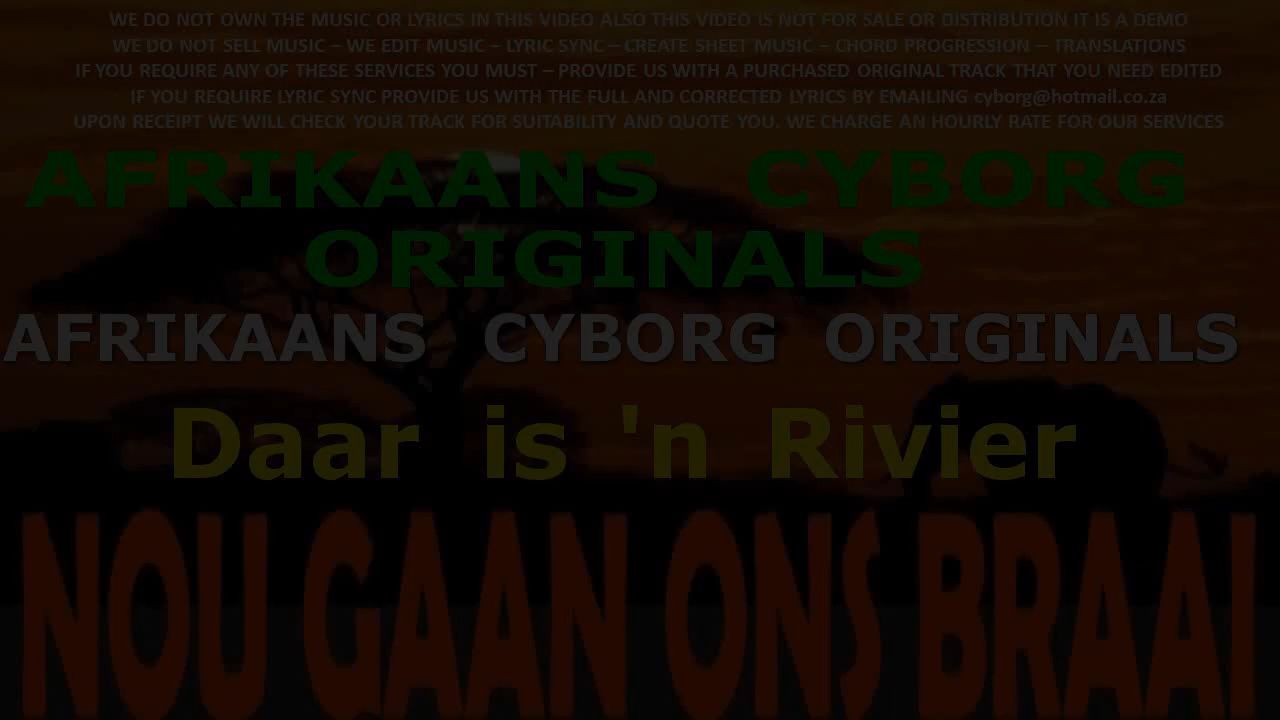 WE DO NOT OWN THE MUSIC OR LYRICS IN THIS VIDEO ALSO THIS VIDEO IS NOT FOR SALE OR DISTRIBUTION IT IS A DEMO
WE DO NOT SELL MUSIC – WE EDIT MUSIC – LYRIC SYNC – CREATE SHEET MUSIC – CHORD PROGRESSION – TRANSLATIONS
IF YOU REQUIRE ANY OF THESE SERVICES YOU MUST – PROVIDE US WITH A PURCHASED ORIGINAL TRACK THAT YOU NEED EDITED
IF YOU REQUIRE LYRIC SYNC PROVIDE US WITH THE FULL AND CORRECTED LYRICS BY EMAILING cyborg@hotmail.co.za
UPON RECEIPT WE WILL CHECK YOUR TRACK FOR SUITABILITY AND QUOTE YOU. WE CHARGE AN HOURLY RATE FOR OUR SERVICES
AFRIKAANS CYBORG
ORIGINALS
AFRIKAANS CYBORG ORIGINALS
Daar is 'n Rivier
NOU GAAN ONS BRAAI